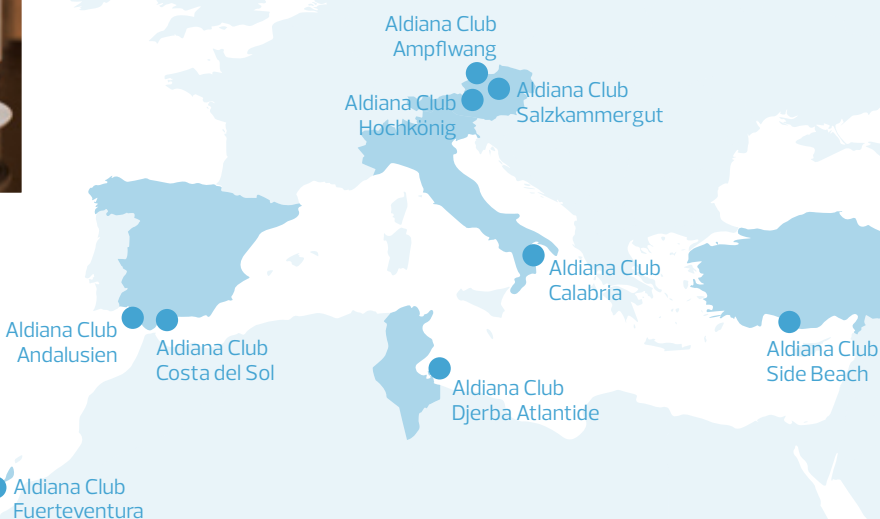 Aldiana Club
Ampflwang
Aldiana Club
Hochkönig
Aldiana Club
Salzkammergut
Aldiana Club
Calabria
Aldiana Club
Andalusien
Aldiana Club
Costa del Sol
Aldiana Club
Side Beach
Aldiana Club
Djerba Atlantide
Aldiana Club
Fuerteventura